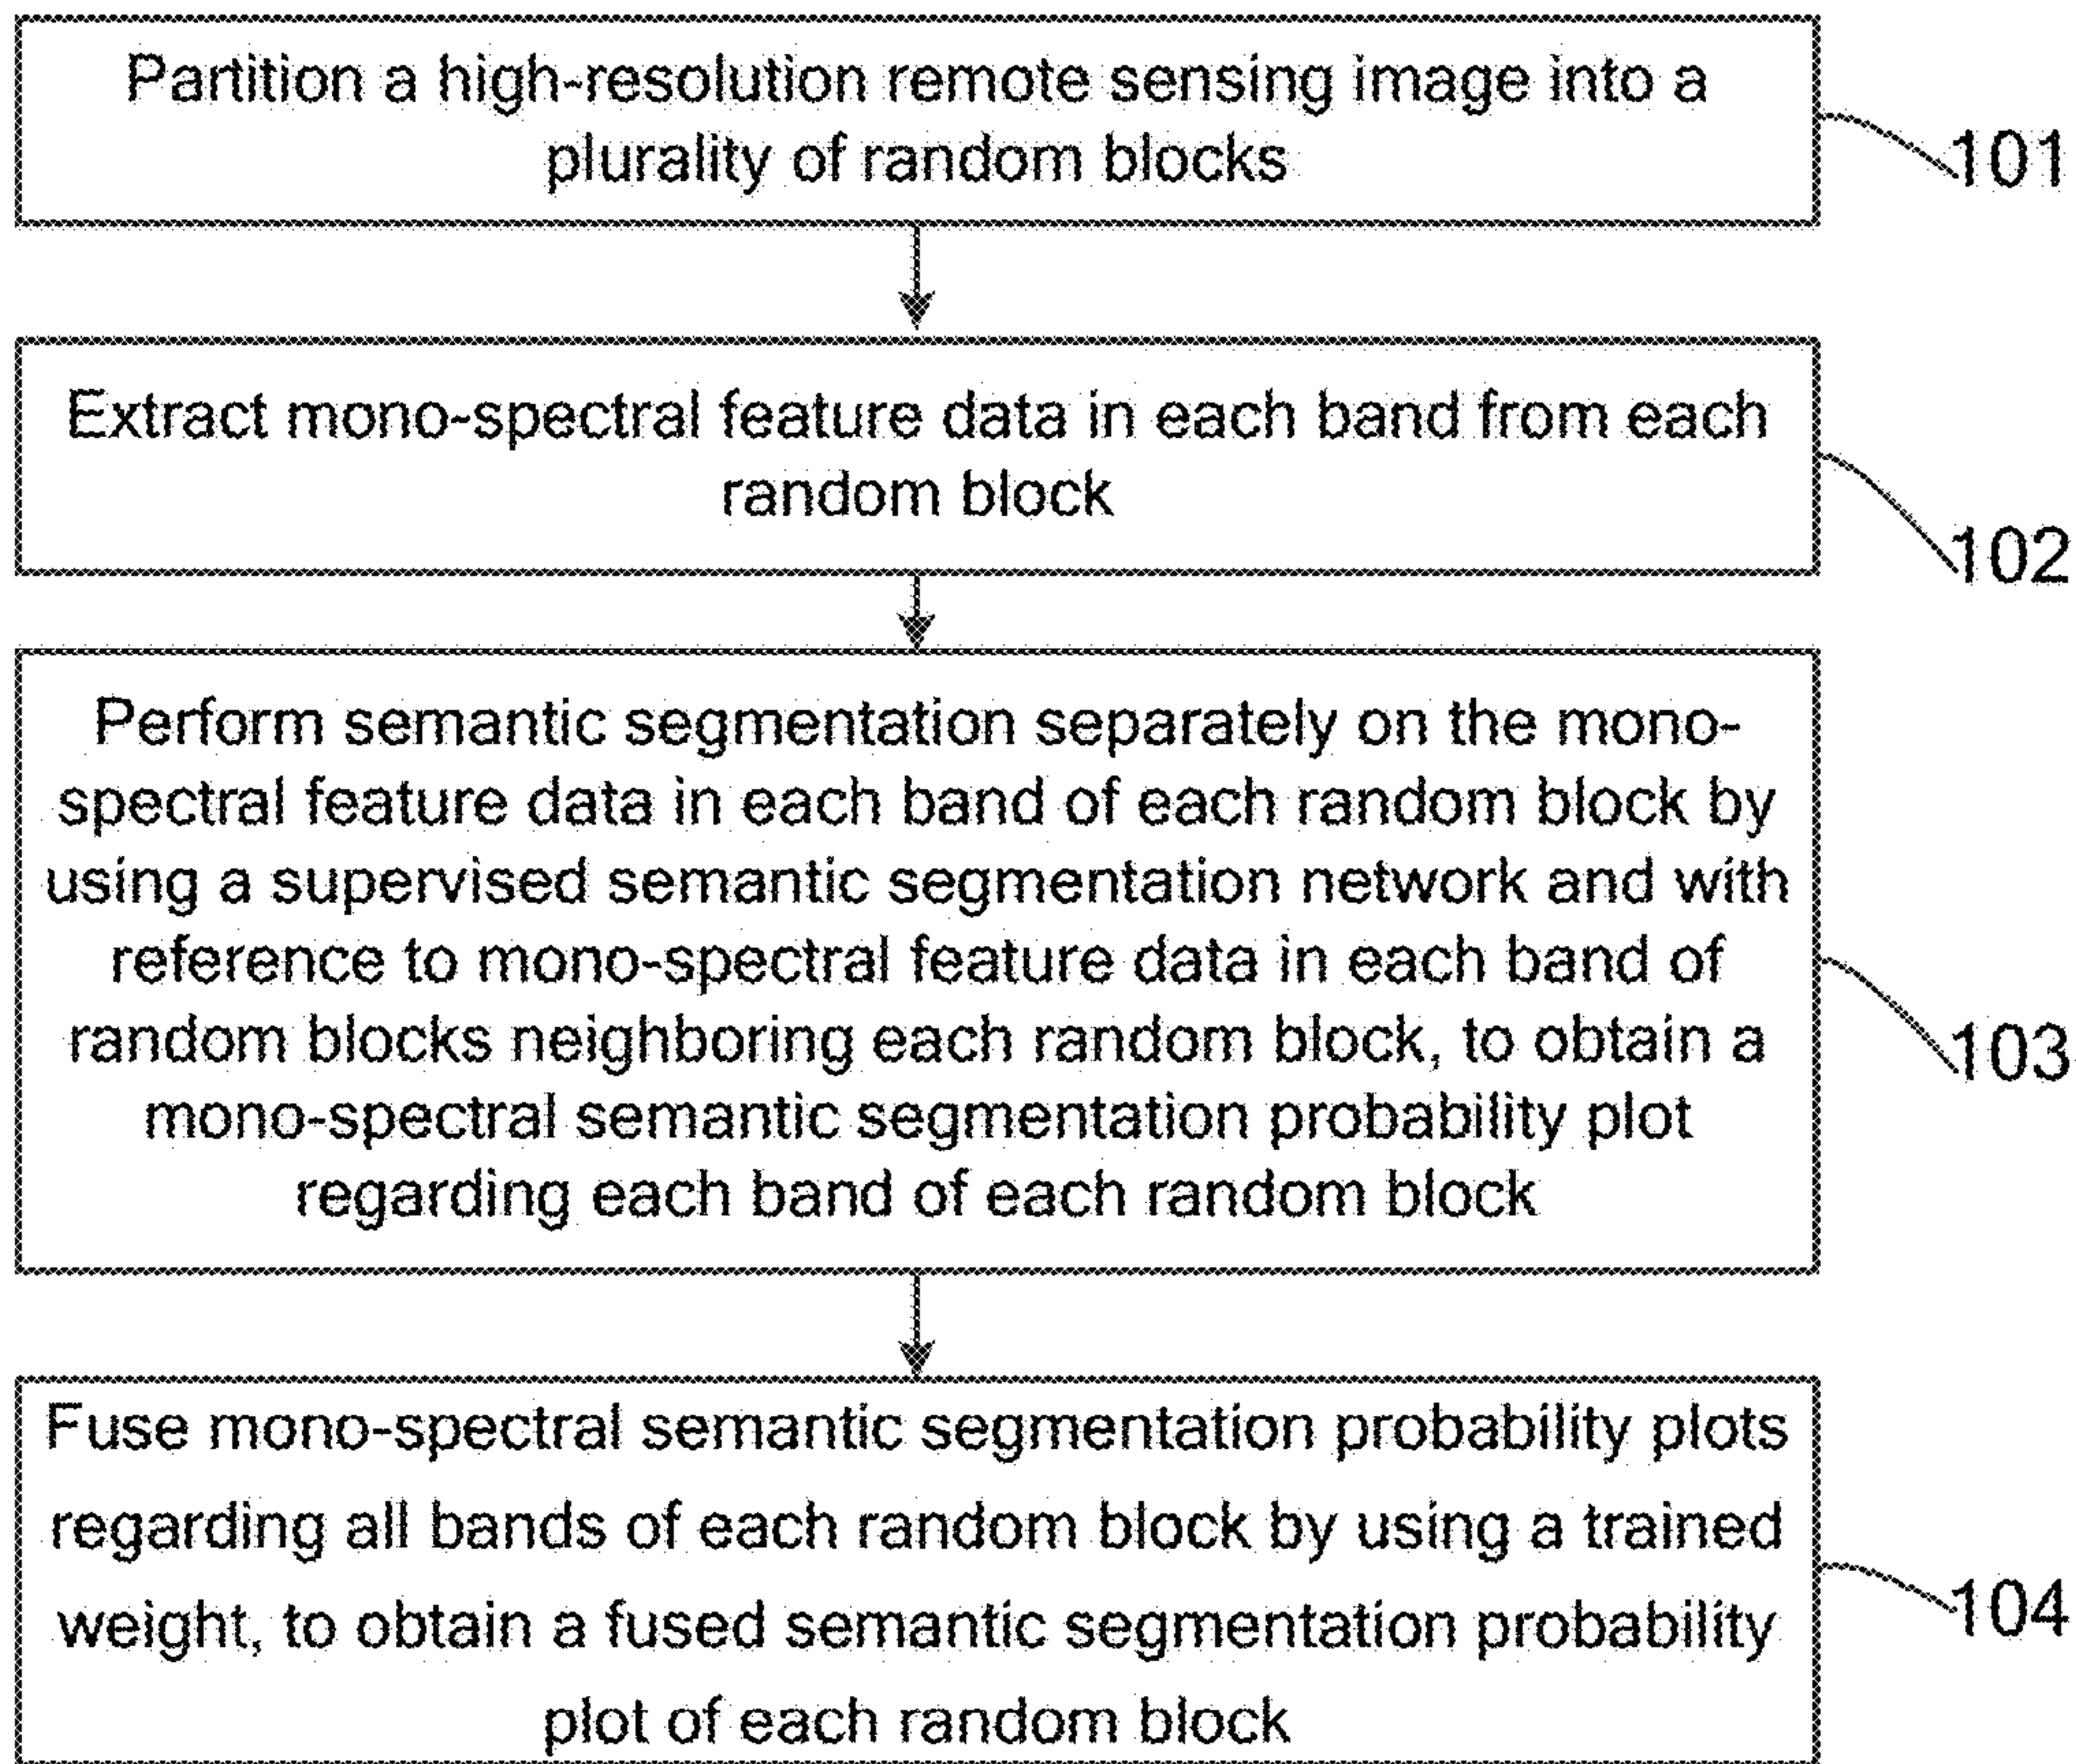 Partition a high-resolution remote sensing image into a
plurality of random blocks
101
Extract mono-spectral feature data in each band from each
random block
102
Perform semantic segmentation separately on the mono-
spectral feature data in each band of each random block by
using a supervised semantic segmentation network and with
reference to mono-spectral feature data in each band of
random blocks neighboring each random block, to obtain a
mono-spectral semantic segmentation probability plot
regarding each band of each random block
103
Fuse mono-spectral semantic segmentation probability plots
regarding all bands of each random block by using a trained
weight, to obtain a fused semantic segmentation probability
plot of each random block
104